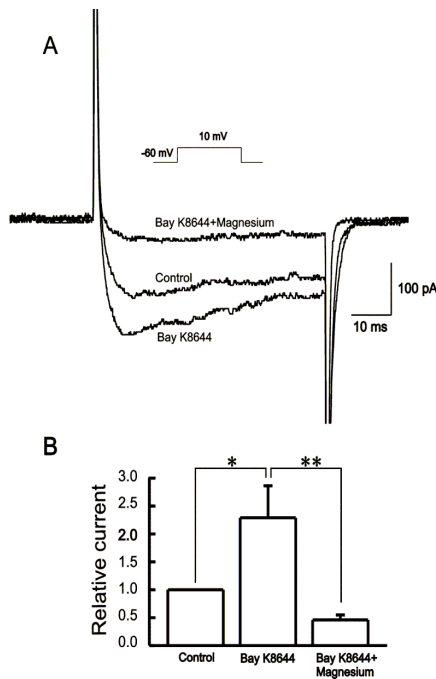 A
10 mV
-60 mV
Bay K8644+Magnesium
Control
Bay K8644
100 pA
10 ms
B
Relative current
3.0
2.5
2.0
1.5
1.0
0.5
0.0
*
**
Control
Bay K8644
Bay K8644+
Magnesium